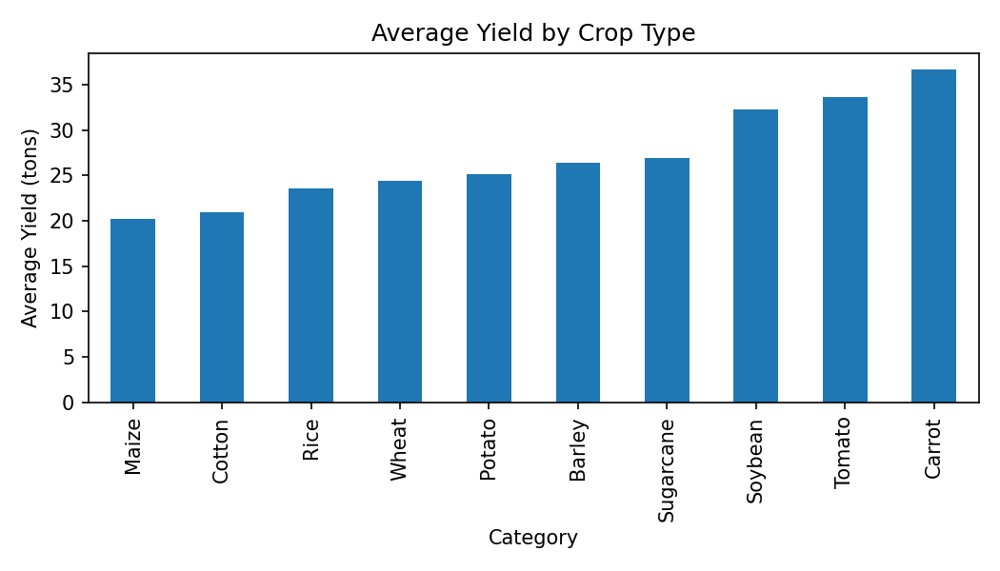 Average Yield by Crop Type
Average Yield (tons)
35
30
25
20
15
10
5
0
Maize
Cotton
Rice
Wheat
Potato
Barley
Sugarcane
Soybean
Tomato
Carrot
Category